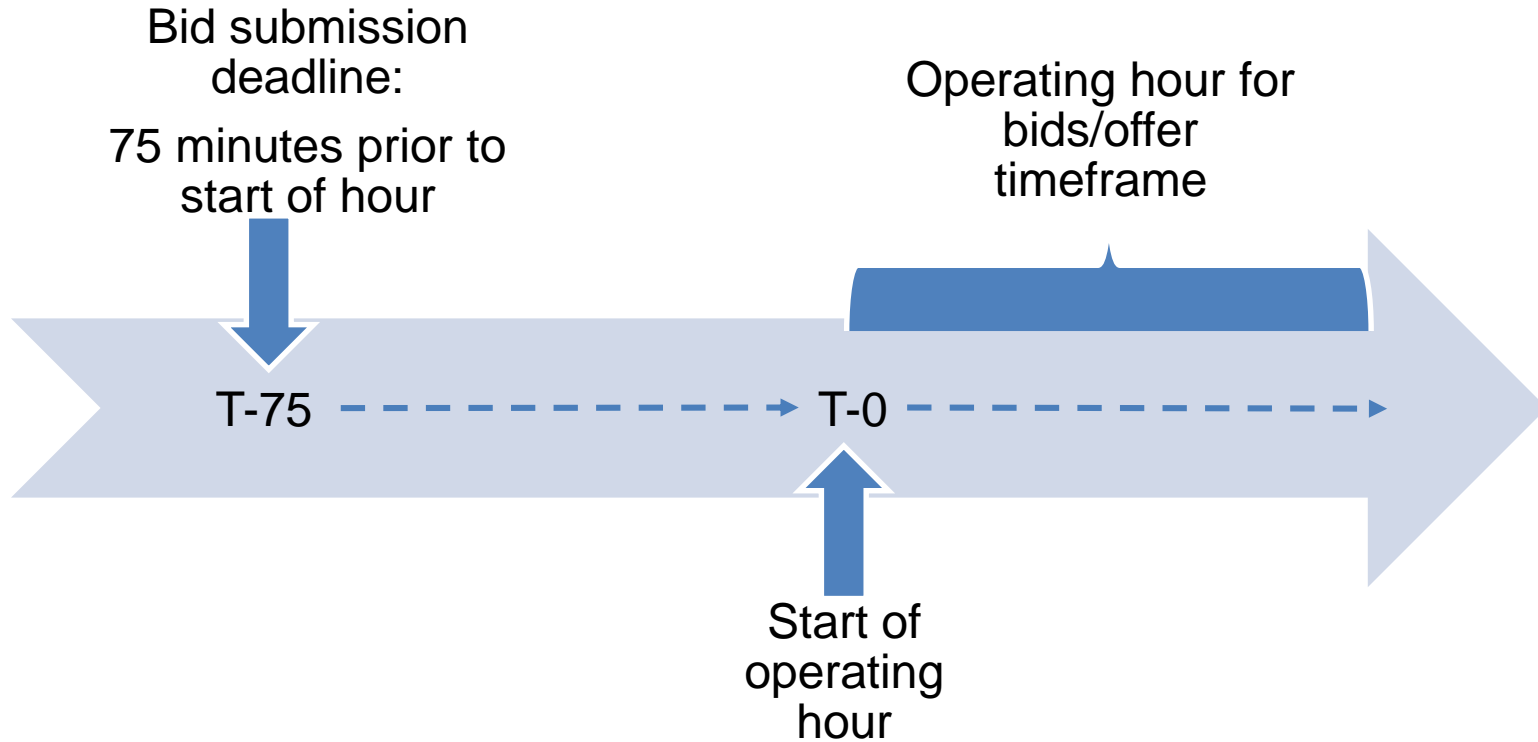 Bid submission
deadline:
75 minutes prior to
start of hour
Operating hour for
bids/offer
timeframe
T-75
T-0
Start of
operating
hour